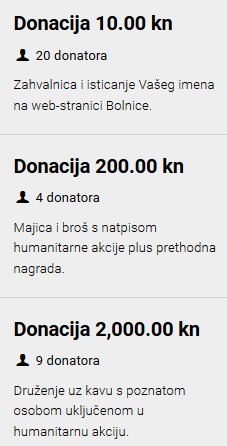 Donacija 10.00 kn
20 donatora
Zahvalnica i isticanje Vašeg imena
na web-stranici Bolnice.
Donacija 200.00 kn
4 donatora
Majica i broš s natpisom
humanitarne akcije plus prethodna
nagrada.
Donacija 2,000.00 kn
9 donatora
Druženje uz kavu s poznatom
osobom uključenom u
humanitarnu akciju.